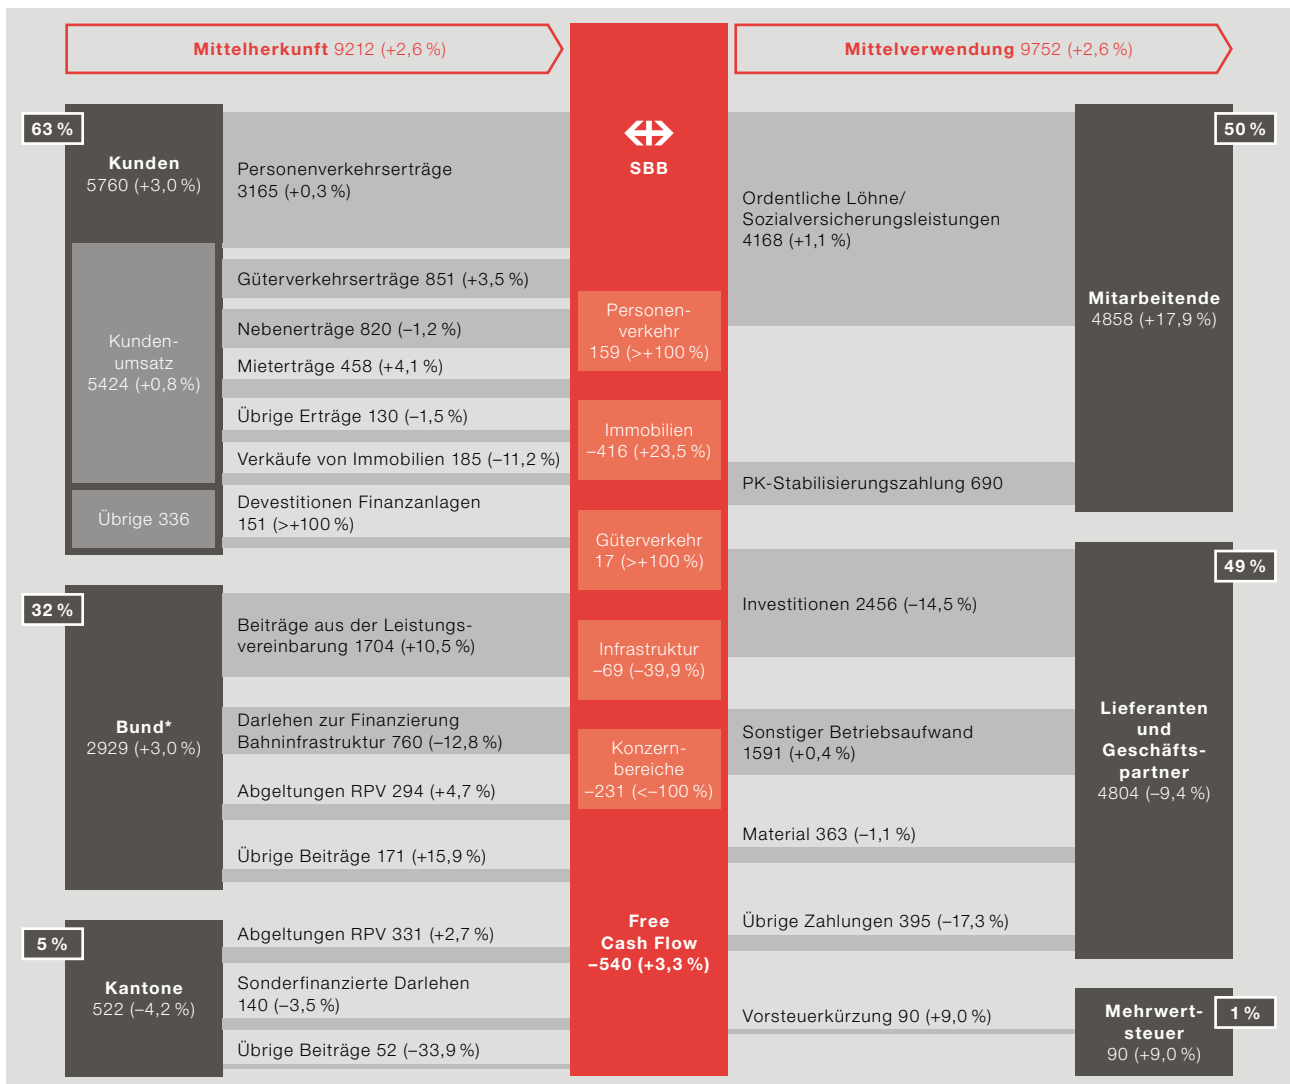 Mittelherkunft 9212 (+2,6 %)
63 %
Kunden
5760 (+3,0 %)
Kunden-
umsatz
5424 (+0,8 %)
Übrige 336
Personenverkehrserträge
3165 (+0,3 %)
Güterverkehrserträge 851 (+3,5 %)
Nebenerträge 820 (–1,2 %)
Mieterträge 458 (+4,1 %)
Übrige Erträge 130 (–1,5 %)
Verkäufe von Immobilien 185 (–11,2 %)
Devestitionen Finanzanlagen
151 (>+100 %)
32 %
Bund*
2929 (+3,0 %)
Beiträge aus der Leistungs-
vereinbarung 1704 (+10,5 %)
Darlehen zur Finanzierung
Bahninfrastruktur 760 (–12,8 %)
Abgeltungen RPV 294 (+4,7 %)
Übrige Beiträge 171 (+15,9 %)
5 %
Kantone
522 (–4,2 %)
Abgeltungen RPV 331 (+2,7 %)
Sonderfinanzierte Darlehen
140 (–3,5 %)
Übrige Beiträge 52 (–33,9 %)
SBB
Personen-
verkehr
159 (>+100 %)
Immobilien
–416 (+23,5 %)
Güterverkehr
17 (>+100 %)
Infrastruktur
–69 (–39,9 %)
Konzern-
bereiche
–231 (<–100 %)
Free
Cash Flow
–540 (+3,3 %)
Mittelverwendung 9752 (+2,6 %)
Ordentliche Löhne/
Sozialversicherungsleistungen
4168 (+1,1 %)
PK-Stabilisierungszahlung 690
50 %
Mitarbeitende
4858 (+17,9 %)
Investitionen 2456 (–14,5 %)
Sonstiger Betriebsaufwand
1591 (+0,4 %)
Material 363 (–1,1 %)
Übrige Zahlungen 395 (–17,3 %)
49 %
Lieferanten
und
Geschäfts-
partner
4804 (–9,4 %)
Vorsteuerkürzung 90 (+9,0 %)
1 %
Mehrwert-
steuer
90 (+9,0 %)